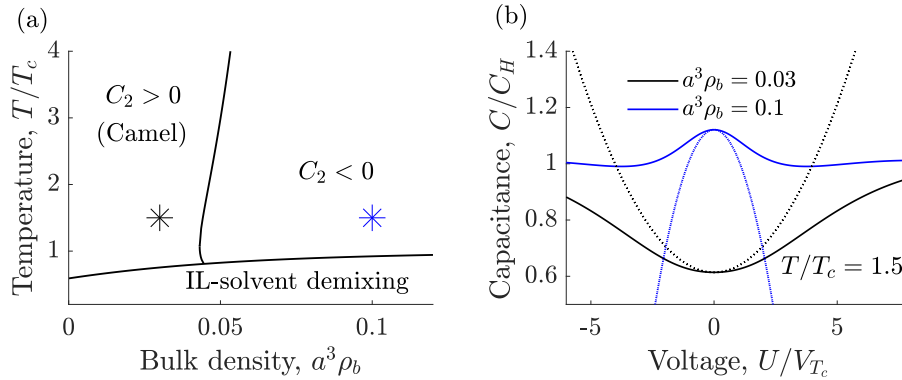 (a)
4
3
2
1
Temperature, T/T_c
C_2 > 0
(Camel)
C_2 < 0
IL-solvent demixing
0
0.05
0.1
Bulk density, a^3ρ_b
(b)
1.4
1.2
1
0.8
0.6
Capacitance, C/C_H
a^3ρ_b = 0.03
a^3ρ_b = 0.1
T/T_c = 1.5
-5
0
5
Voltage, U/V_{T_c}